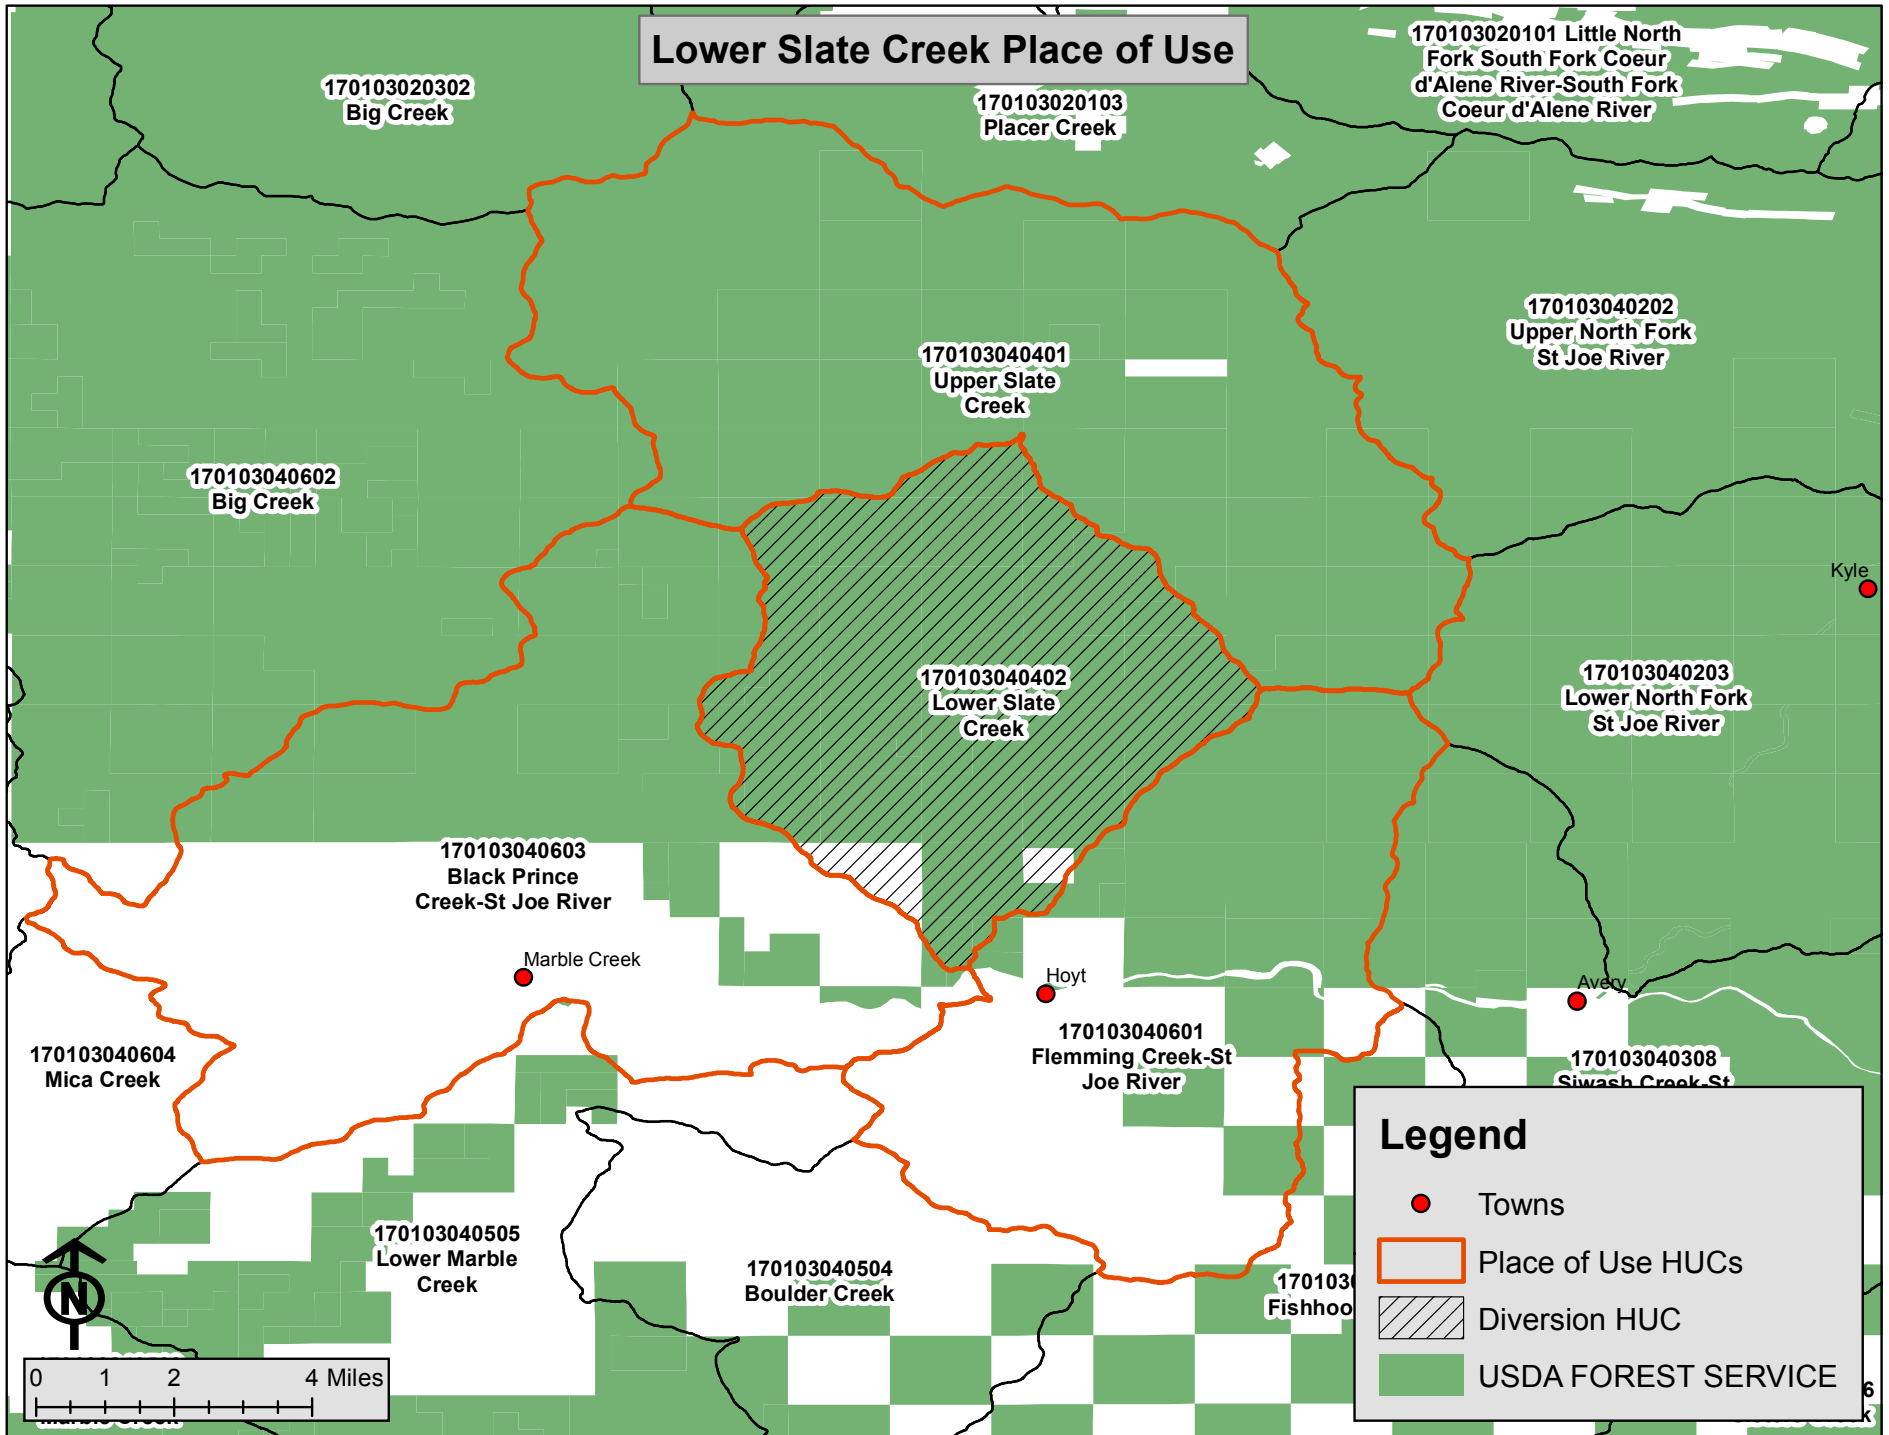 Lower Slate Creek Place of Use
170103020302
Big Creek
170103020103
Placer Creek
170103020101 Little North
Fork South Fork Coeur
d'Alene River-South Fork
Coeur d'Alene River
170103040202
Upper North Fork
St Joe River
170103040401
Upper Slate
Creek
170103040602
Big Creek
Kyle
170103040402
Lower Slate
Creek
170103040203
Lower North Fork
St Joe River
170103040603
Black Prince
Creek-St Joe River
Marble Creek
Hoyt
Avery
170103040604
Mica Creek
170103040601
Flemming Creek-St
Joe River
170103040308
Siwash Creek-St
170103040505
Lower Marble
Creek
170103040504
Boulder Creek
Legend
Towns
Place of Use HUCs
Diversion HUC
USDA FOREST SERVICE
N
0 1 2 4 Miles